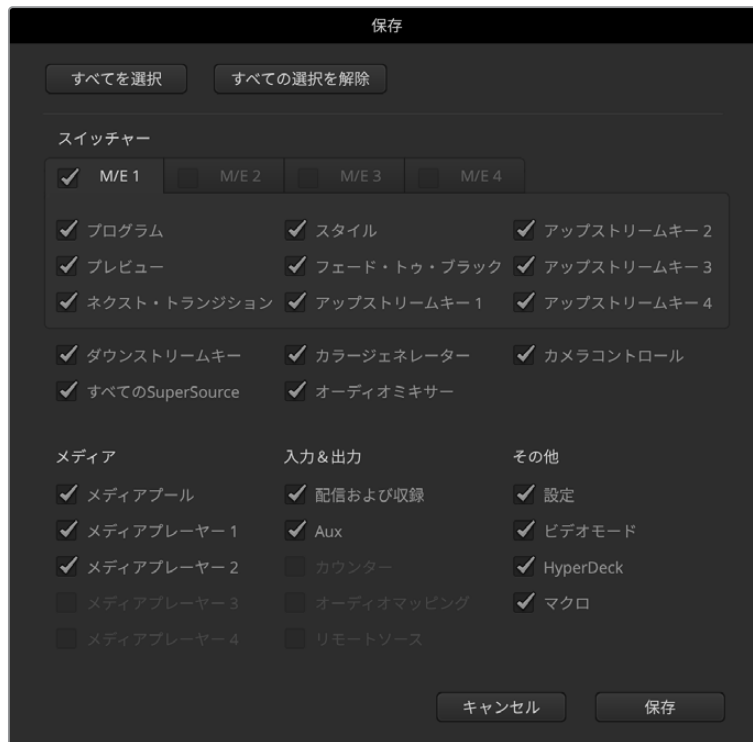 保存
すべてを選択 すべての選択を解除
スイッチャー
M/E 1 M/E 2 M/E 3 M/E 4
プログラム スタイル アップストリームキー 2
プレビュー フェード・トゥ・ブラック アップストリームキー 3
ネクスト・トランジション アップストリームキー 1 アップストリームキー 4
ダウンストリームキー カラージェネレーター カメラコントロール
すべてのSuperSource オーディオミキサー
メディア 入力&出力 その他
メディアプール 配信および収録 設定
メディアプレーヤー 1 Aux ビデオモード
メディアプレーヤー 2 カウンター HyperDeck
メディアプレーヤー 3 オーディオマッピング マクロ
メディアプレーヤー 4 リモートソース
キャンセル 保存